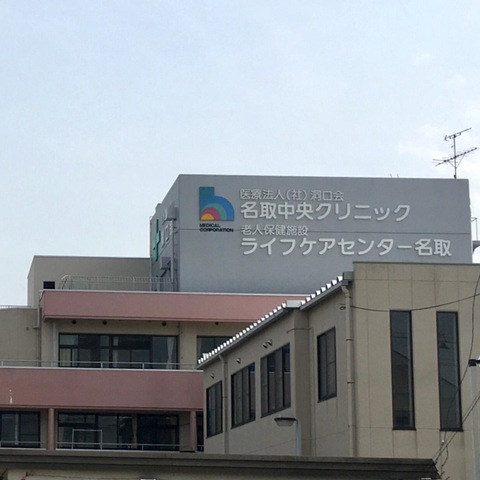 医療法人(社)洞口会
名取中央クリニック
老人保健施設
ライフケアセンター名取
MEDICAL
CORPORATION